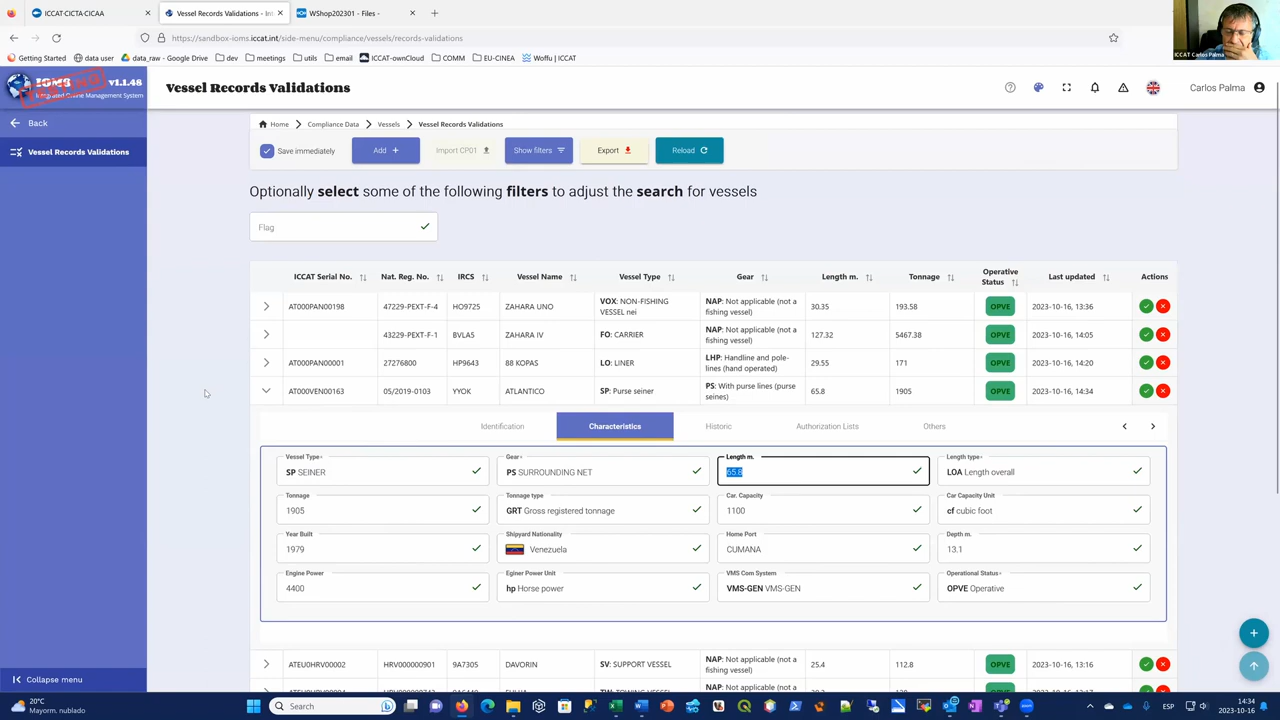 ICCAT·CICTA·CICAA
Vessel Records Validations - Int
WShop202301 - Files -
https://sandbox-ioms.iccat.int/side-menu/compliance/vessels/records-validations
Getting Started
data user
data_raw - Google Drive
dev
meetings
utils
email
ICCAT-ownCloud
COMM
EU-CINEA
Woffu | ICCAT
ICCAT Carlos Palma
IOMS v1.1.48
Integrated Online Management System
Vessel Records Validations
Carlos Palma
Back
Vessel Records Validations
Home
Compliance Data
Vessels
Vessel Records Validations
Save immediately
Add
Import CP01
Show filters
Export
Reload
Optionally select some of the following filters to adjust the search for vessels
Flag
ICCAT Serial No. Nat. Reg. No. IRCS Vessel Name Vessel Type Gear Length m. Tonnage Operative Status Last updated Actions
AT000PAN00198 47229-PEXT-F-4 HO9725 ZAHARA UNO VOX: NON-FISHING VESSEL nei NAP: Not applicable (not a fishing vessel) 30.35 193.58 OPVE 2023-10-16, 13:36
43229-PEXT-F-1 BVLAS ZAHARA IV FO: CARRIER NAP: Not applicable (not a fishing vessel) 127.32 5467.38 OPVE 2023-10-16, 14:05
AT000PAN00001 27276800 HP9643 88 KOPAS LO: LINER LHP: Handline and pole-lines (hand operated) 29.55 171 OPVE 2023-10-16, 14:20
AT000VEN00163 05/2019-0103 YYCK ATLANTICO SP: Purse seiner PS: With purse lines (purse seines) 65.8 1905 OPVE 2023-10-16, 14:34
Identification
Characteristics
Historic
Authorization Lists
Others
Vessel Type*
SP SEINER
Gear*
PS SURROUNDING NET
Length m.
65.8
Length type*
LOA Length overall
Tonnage
1905
Tonnage type
GRT Gross registered tonnage
Car. Capacity
1100
Car Capacity Unit
cf cubic foot
Year Built
1979
Shipyard Nationality
Venezuela
Home Port
CUMANA
Depth m.
13.1
Engine Power
4400
Eginer Power Unit
hp Horse power
VMS Com System
VMS-GEN VMS-GEN
Operational Status*
OPVE Operative
ATEU0HRV00002 HRV000000901 9A7305 DAVORIN SV: SUPPORT VESSEL NAP: Not applicable (not a fishing vessel) 25.4 112.8 OPVE 2023-10-16, 13:16
NAP: Not applicable (not a
Collapse menu
20°C
Mayorm. nublado
Search
14:34
2023-10-16